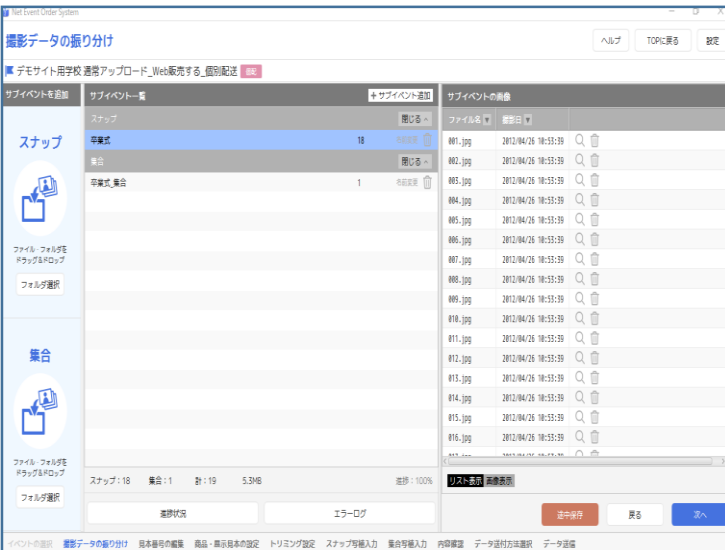 Net Event Order System
撮影データの振り分け
ヘルプ TOPに戻る 設定
デモサイト用学校 通常アップロード_Web販売する_個別配送
サブイベントを追加
サブイベント一覧
+ サブイベント追加
サブイベントの画像
スナップ 閉じる
卒業式 18 名前変更
集合 閉じる
卒業式_集合 1 名前変更
スナップ
ファイル・フォルダを
ドラッグ&ドロップ
フォルダ選択
集合
ファイル・フォルダを
ドラッグ&ドロップ
フォルダ選択
ファイル名 撮影日
001.jpg 2012/04/26 10:53:39
002.jpg 2012/04/26 10:53:39
003.jpg 2012/04/26 10:53:39
004.jpg 2012/04/26 10:53:39
005.jpg 2012/04/26 10:53:39
006.jpg 2012/04/26 10:53:39
007.jpg 2012/04/26 10:53:39
008.jpg 2012/04/26 10:53:39
009.jpg 2012/04/26 10:53:39
010.jpg 2012/04/26 10:53:39
011.jpg 2012/04/26 10:53:39
012.jpg 2012/04/26 10:53:39
013.jpg 2012/04/26 10:53:39
014.jpg 2012/04/26 10:53:39
015.jpg 2012/04/26 10:53:39
016.jpg 2012/04/26 10:53:39
スナップ:18 集合:1 計:19 5.3MB 進捗:100%
リスト表示 画像表示
進捗状況 エラーログ
途中保存 戻る 次へ
イベントの選択 撮影データの振り分け 見本番号の編集 商品・展示見本の設定 トリミング設定 スナップ写植入力 集合写植入力 内容確認 データ送付方法選択 データ送信